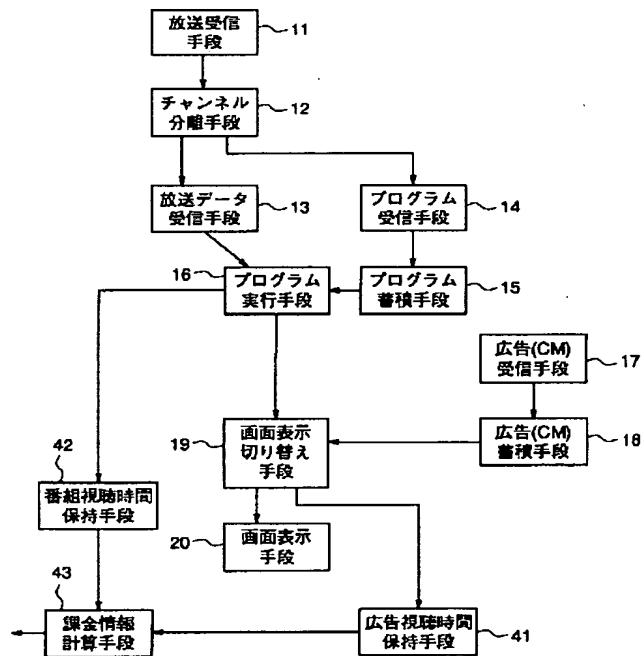 放送受信
手段
11
チャンネル
分離手段
12
放送データ
受信手段
13
プログラム
受信手段
14
16
プログラム
実行手段
プログラム
蓄積手段
15
広告(CM)
受信手段
17
19
画面表示
切り替え
手段
広告(CM)
蓄積手段
18
42
番組視聴時間
保持手段
20
画面表示
手段
43
課金情報
計算手段
広告視聴時間
保持手段
41